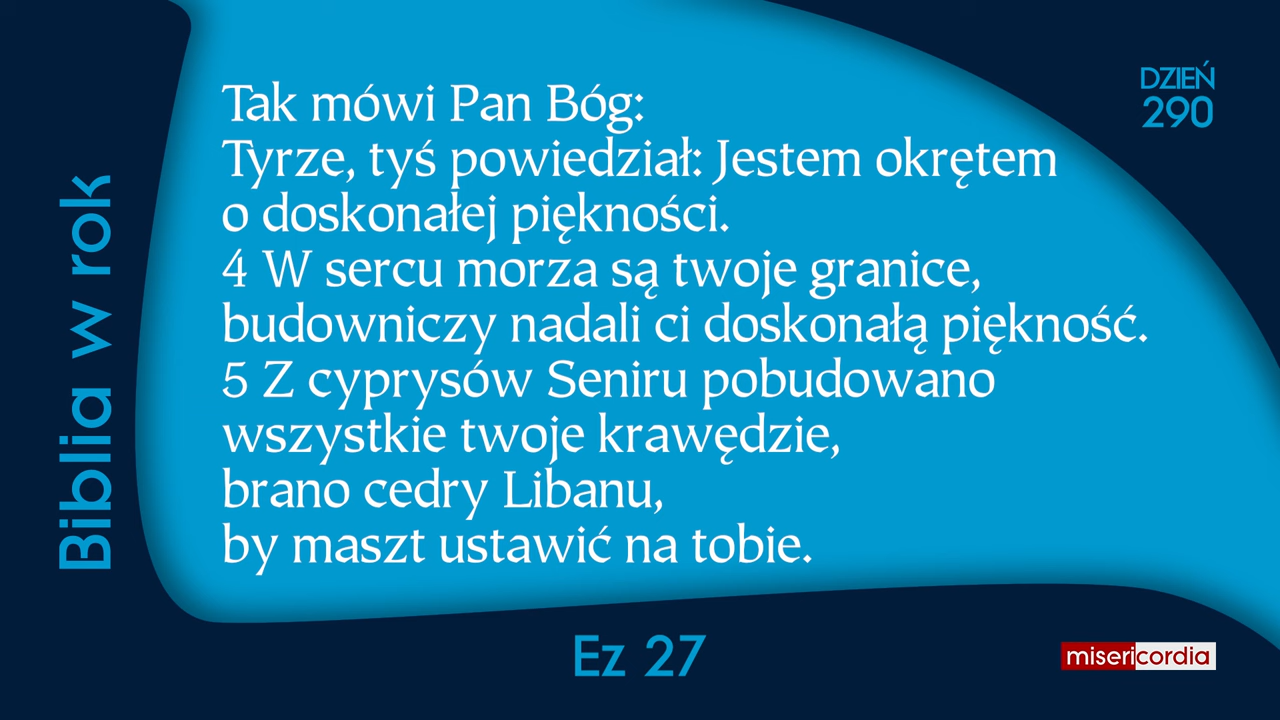 Tak mówi Pan Bóg:
Tyrze, tyś powiedział: Jestem okrętem
o doskonałej piękności.
4 W sercu morza są twoje granice,
budowniczy nadali ci doskonałą piękność.
5 Z cyprysów Seniru pobudowano
wszystkie twoje krawędzie,
brano cedry Libanu,
by maszt ustawić na tobie.
DZIEŃ
290
Biblia w rok
Ez 27
misericordia